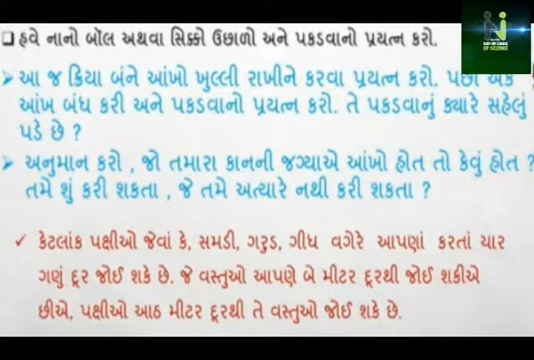 ❑ હવે નાનો બૉલ અથવા સિક્કો ઉછાળો અને પકડવાનો પ્રયત્ન કરો.
➢ આ જ ક્રિયા બંને આંખો ખુલ્લી રાખીને કરવા પ્રયત્ન કરો. પછી એક
આંખ બંધ કરી અને પકડવાનો પ્રયત્ન કરો. તે પકડવાનું ક્યારે સહેલું
પડે છે ?
➢ અનુમાન કરો , જો તમારા કાનની જગ્યાએ આંખો હોત તો કેવું હોત ?
તમે શું કરી શકતા , જે તમે અત્યારે નથી કરી શકતા ?
✓ કેટલાંક પક્ષીઓ જેવાં કે, સમડી, ગરુડ, ગીધ વગેરે આપણાં કરતાં ચાર
ગણું દૂર જોઈ શકે છે. જે વસ્તુઓ આપણે બે મીટર દૂરથી જોઈ શકીએ
છીએ, પક્ષીઓ આઠ મીટર દૂરથી તે વસ્તુઓ જોઈ શકે છે.